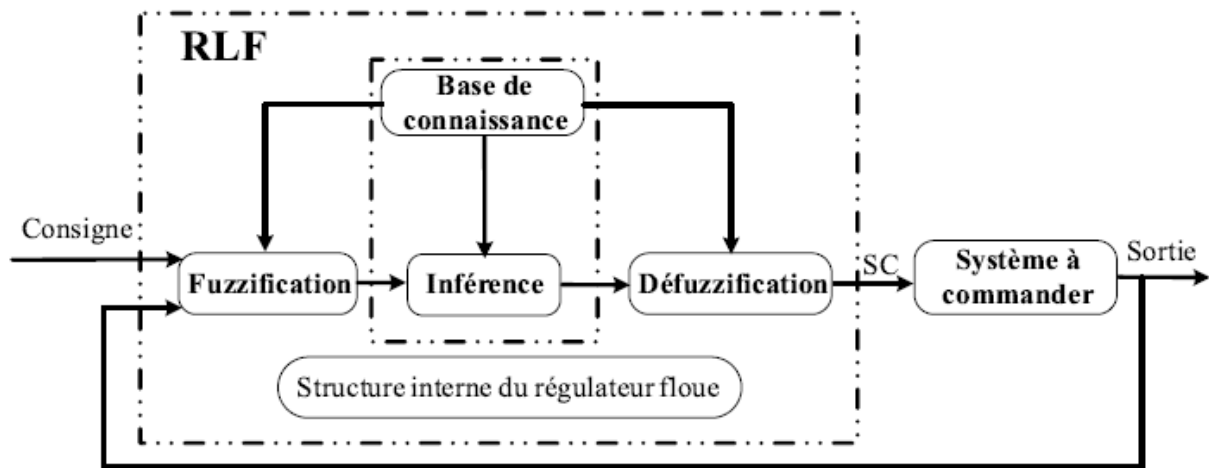 RLF
Base de
connaissance
Consigne
Fuzzification
Inférence
Défuzzification
SC
Système à
commander
Sortie
Structure interne du régulateur floue